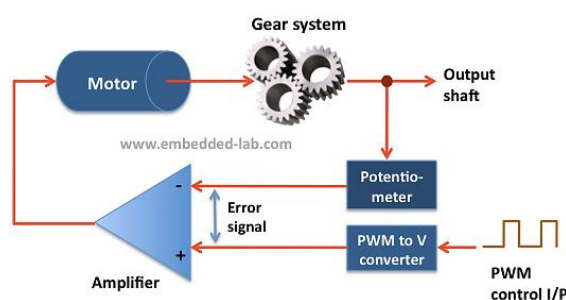 Gear system
Motor
Output
shaft
www.embedded-lab.com
Potentio-
meter
-
Error
signal
+
PWM to V
converter
Amplifier
PWM
control I/P